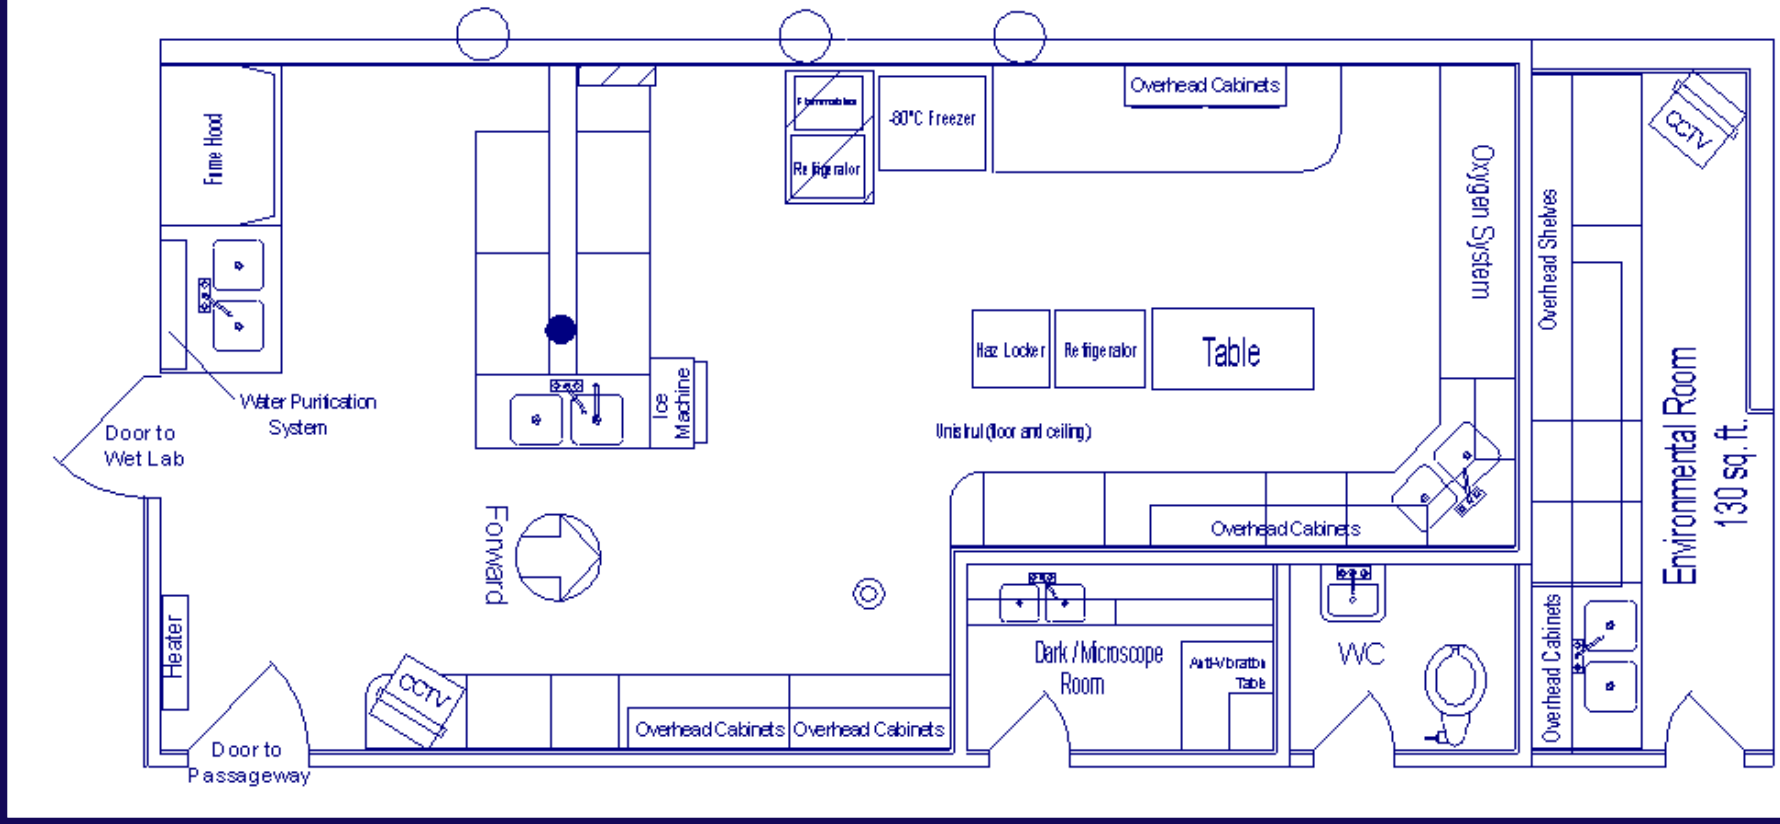 Fume Hood
Flammables
Refrigerator
-80°C Freezer
Overhead Cabinets
Oxygen System
Overhead Shelves
CCTV
Water Purification
System
Door to
Wet Lab
Ice
Machine
Haz Locker
Refrigerator
Table
Unistrut (floor and ceiling)
Environmental Room
130 sq.ft.
Forward
Overhead Cabinets
Heater
CCTV
Door to
Passageway
Overhead Cabinets
Overhead Cabinets
Dark / Microscope
Room
Anti-Vibration
Table
WC
Overhead Cabinets